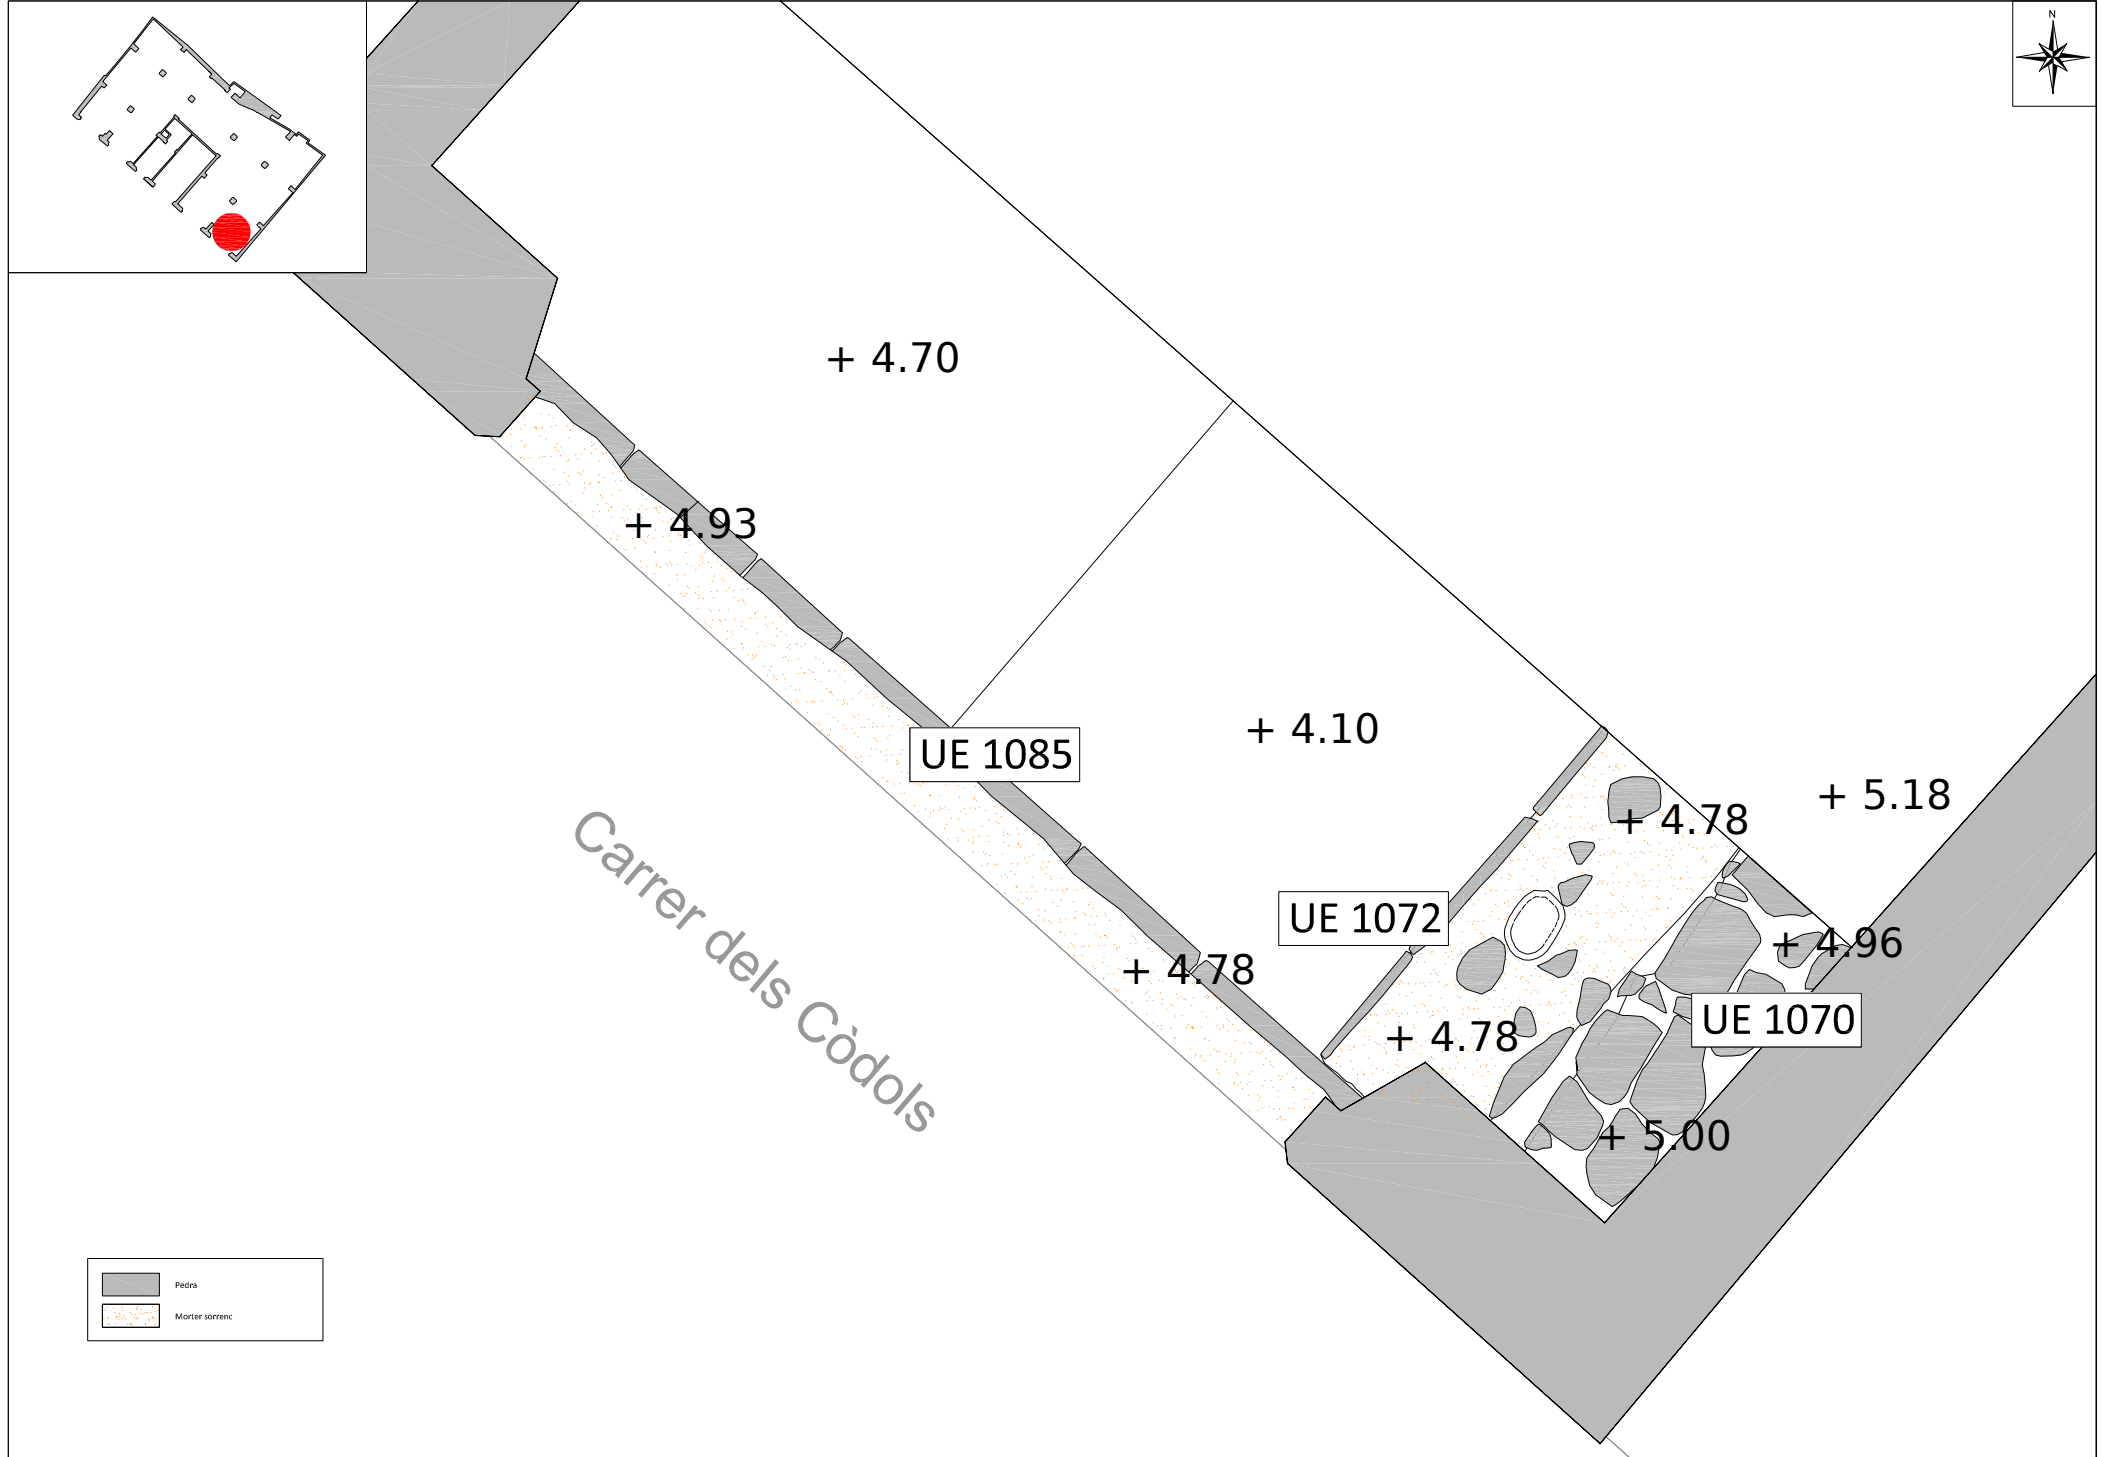 N
+ 4.70
+ 4.93
UE 1085
+ 4.10
+ 5.18
+ 4.78
UE 1072
+ 4.96
+ 4.78
UE 1070
+ 4.78
+ 5.00
Carrer dels Còdols
Pedra
Morter sorrenc